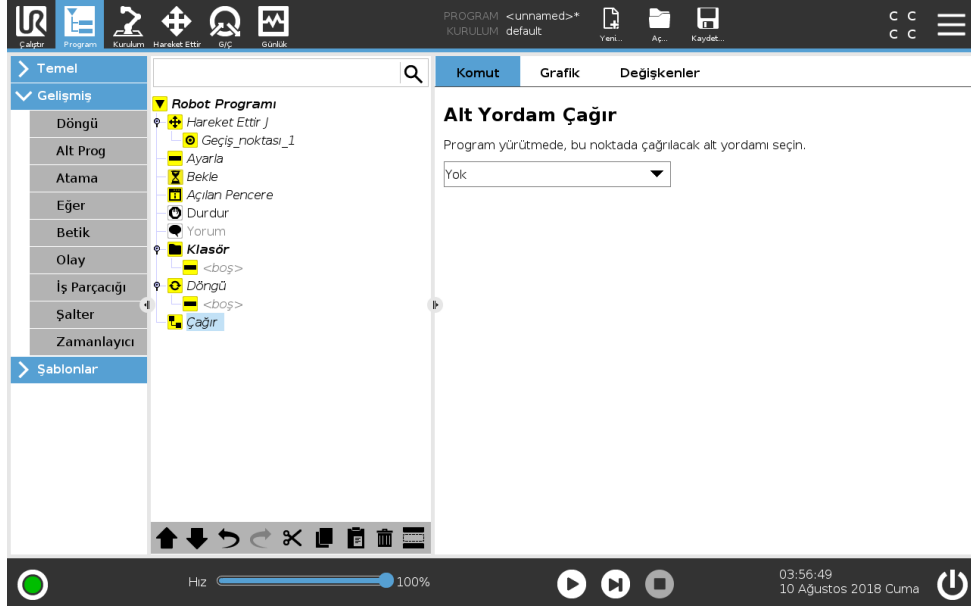 UR
PROGRAM <unnamed>*
KURULUM default
C C
C C
Çalıştır Program Kurulum Hareket Ettir G/Ç Günlük Yeni... Aç... Kaydet...
Temel
Gelişmiş
Döngü
Alt Prog
Atama
Eğer
Betik
Olay
İş Parçacığı
Şalter
Zamanlayıcı
Şablonlar
Robot Programı
Hareket Ettir J
Geçiş_noktası_1
Ayarla
Bekle
Açılan Pencere
Durdur
Yorum
Klasör
<boş>
Döngü
<boş>
Çağır
Komut Grafik Değişkenler
Alt Yordam Çağır
Program yürütmede, bu noktada çağrılacak alt yordamı seçin.
Yok
Hız 100%
03:56:49
10 Ağustos 2018 Cuma